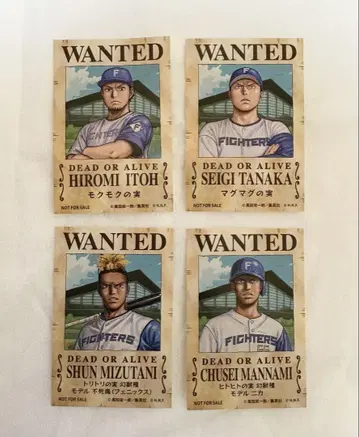 WANTED
F
F
DEAD OR ALIVE
HIROMI ITOH
モクモクの実
NOT FOR SALE
WANTED
F
FIGHTERS
DEAD OR ALIVE
SEIGI TANAKA
マグマグの実
NOT FOR SALE
WANTED
FIGHTERS
DEAD OR ALIVE
SHUN MIZUTANI
トリトリの実 幻獣種
モデル 不死鳥(フェニックス)
NOT FOR SALE
WANTED
F
FIGHTERS
DEAD OR ALIVE
CHUSEI MANNAMI
ヒトヒトの実 幻獣種
モデル ニカ
NOT FOR SALE